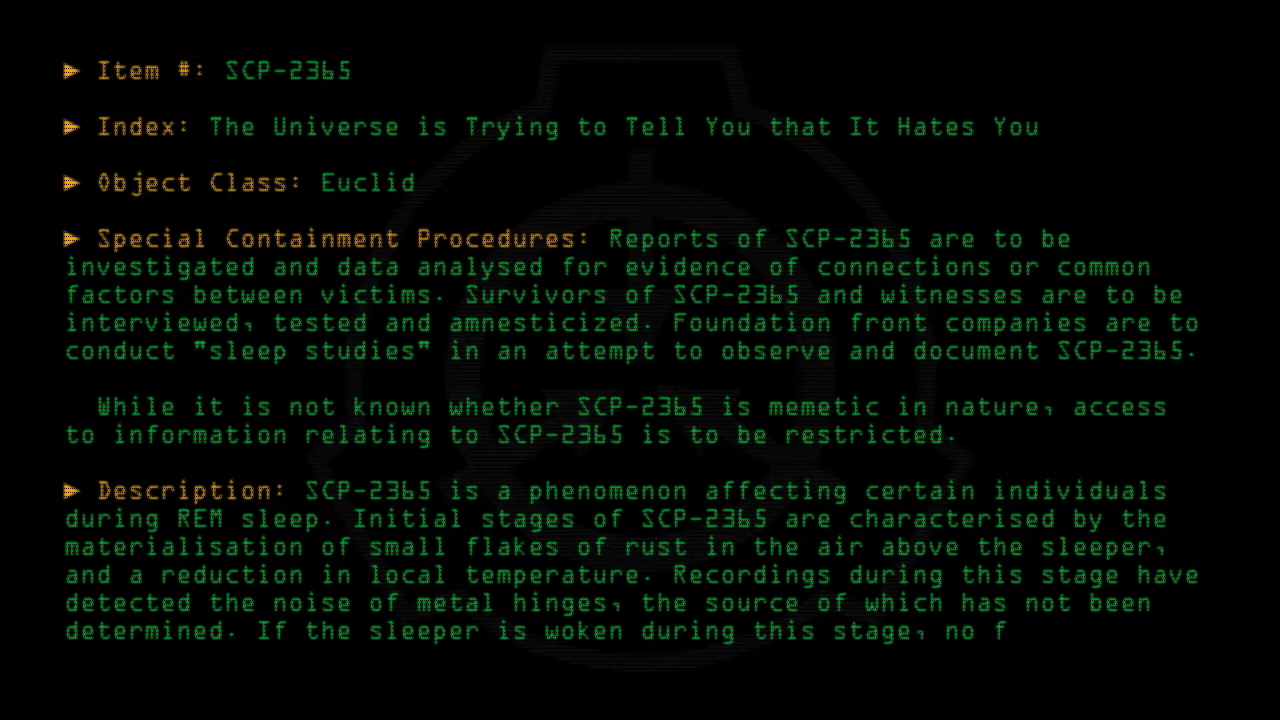 ► Item #: SCP-2365
► Index: The Universe is Trying to Tell You that It Hates You
► Object Class: Euclid
► Special Containment Procedures: Reports of SCP-2365 are to be
investigated and data analysed for evidence of connections or common
factors between victims. Survivors of SCP-2365 and witnesses are to be
interviewed, tested and amnesticized. Foundation front companies are to
conduct "sleep studies" in an attempt to observe and document SCP-2365.
While it is not known whether SCP-2365 is memetic in nature, access
to information relating to SCP-2365 is to be restricted.
► Description: SCP-2365 is a phenomenon affecting certain individuals
during REM sleep. Initial stages of SCP-2365 are characterised by the
materialisation of small flakes of rust in the air above the sleeper,
and a reduction in local temperature. Recordings during this stage have
detected the noise of metal hinges, the source of which has not been
determined. If the sleeper is woken during this stage, no f